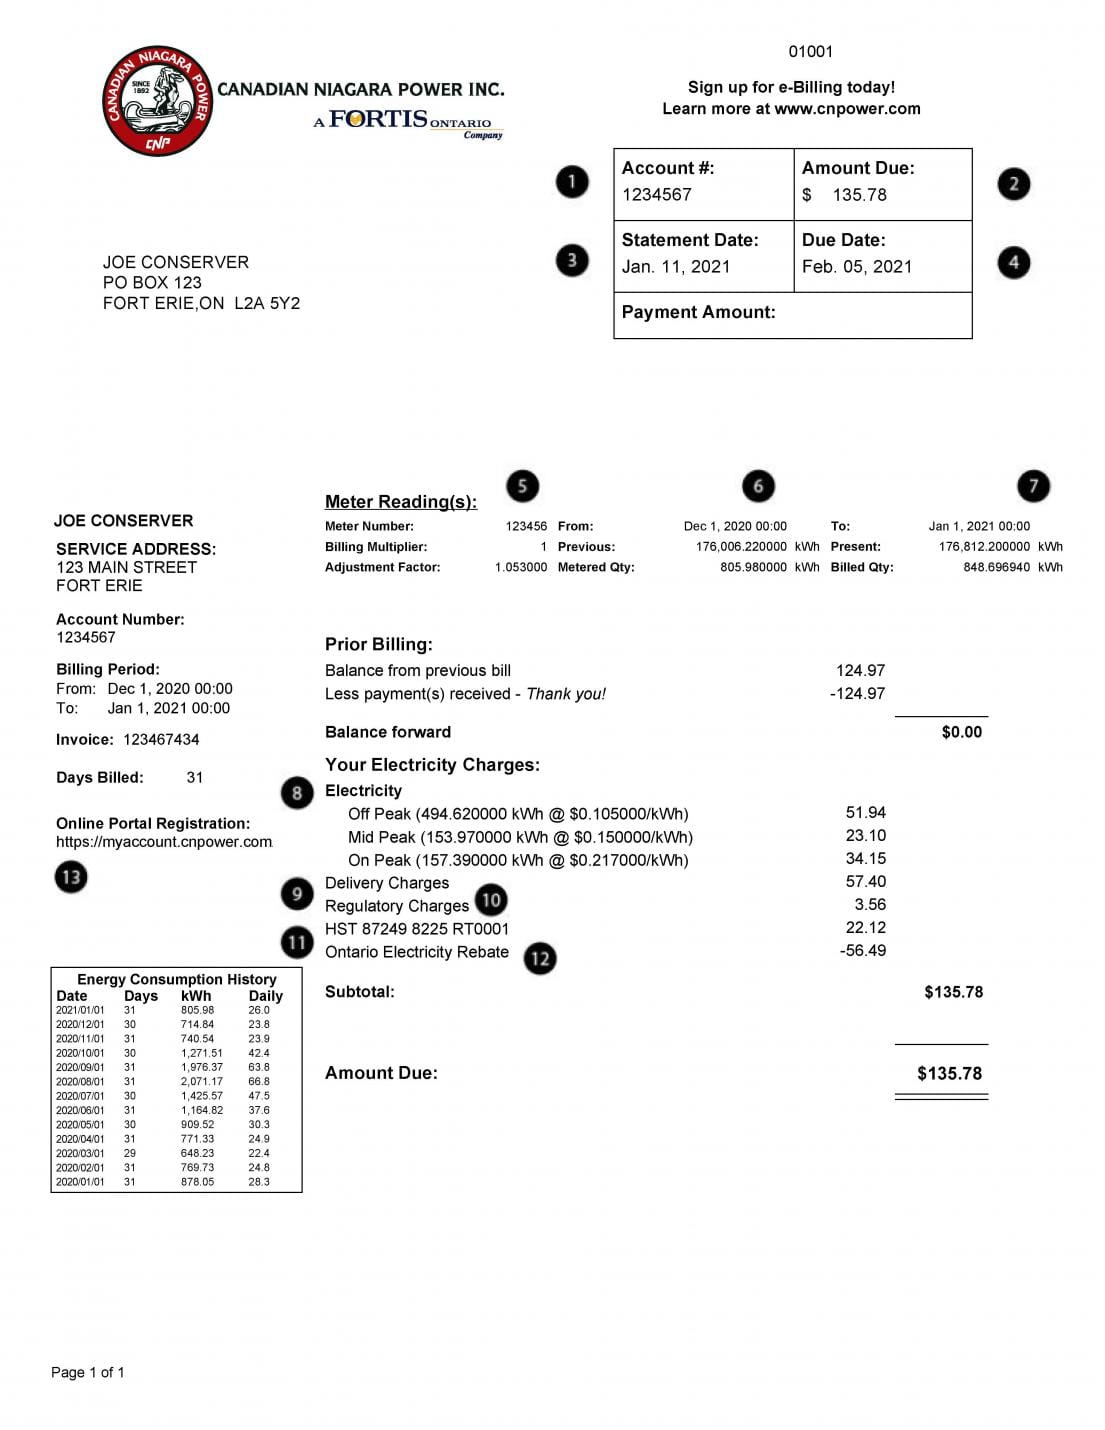 01001
Sign up for e-Billing today!
Learn more at www.cnpower.com
CANADIAN NIAGARA POWER
SINCE 1892
CNP
CANADIAN NIAGARA POWER INC.
A FORTIS ONTARIO
Company
1
Account #:
1234567
Amount Due:
$ 135.78
2
3
Statement Date:
Jan. 11, 2021
Due Date:
Feb. 05, 2021
4
Payment Amount:
JOE CONSERVER
PO BOX 123
FORT ERIE,ON L2A 5Y2
5 6 7
Meter Reading(s):
Meter Number: 123456 From: Dec 1, 2020 00:00 To: Jan 1, 2021 00:00
Billing Multiplier: 1 Previous: 176,006.220000 kWh Present: 176,812.200000 kWh
Adjustment Factor: 1.053000 Metered Qty: 805.980000 kWh Billed Qty: 848.696940 kWh
JOE CONSERVER
SERVICE ADDRESS:
123 MAIN STREET
FORT ERIE
Account Number:
1234567
Billing Period:
From: Dec 1, 2020 00:00
To: Jan 1, 2021 00:00
Invoice: 123467434
Days Billed: 31
Online Portal Registration:
https://myaccount.cnpower.com
13
Energy Consumption History
Date Days kWh Daily
2021/01/01 31 805.98 26.0
2020/12/01 30 714.84 23.8
2020/11/01 31 740.54 23.9
2020/10/01 30 1,271.51 42.4
2020/09/01 31 1,976.37 63.8
2020/08/01 31 2,071.17 66.8
2020/07/01 30 1,425.57 47.5
2020/06/01 31 1,164.82 37.6
2020/05/01 30 909.52 30.3
2020/04/01 31 771.33 24.9
2020/03/01 29 648.23 22.4
2020/02/01 31 769.73 24.8
2020/01/01 31 878.05 28.3
Prior Billing:
Balance from previous bill 124.97
Less payment(s) received - Thank you! -124.97
Balance forward $0.00
Your Electricity Charges:
8 Electricity
Off Peak (494.620000 kWh @ $0.105000/kWh) 51.94
Mid Peak (153.970000 kWh @ $0.150000/kWh) 23.10
On Peak (157.390000 kWh @ $0.217000/kWh) 34.15
9 Delivery Charges 57.40
Regulatory Charges 10 3.56
11 HST 87249 8225 RT0001 22.12
Ontario Electricity Rebate 12 -56.49
Subtotal: $135.78
Amount Due: $135.78
Page 1 of 1